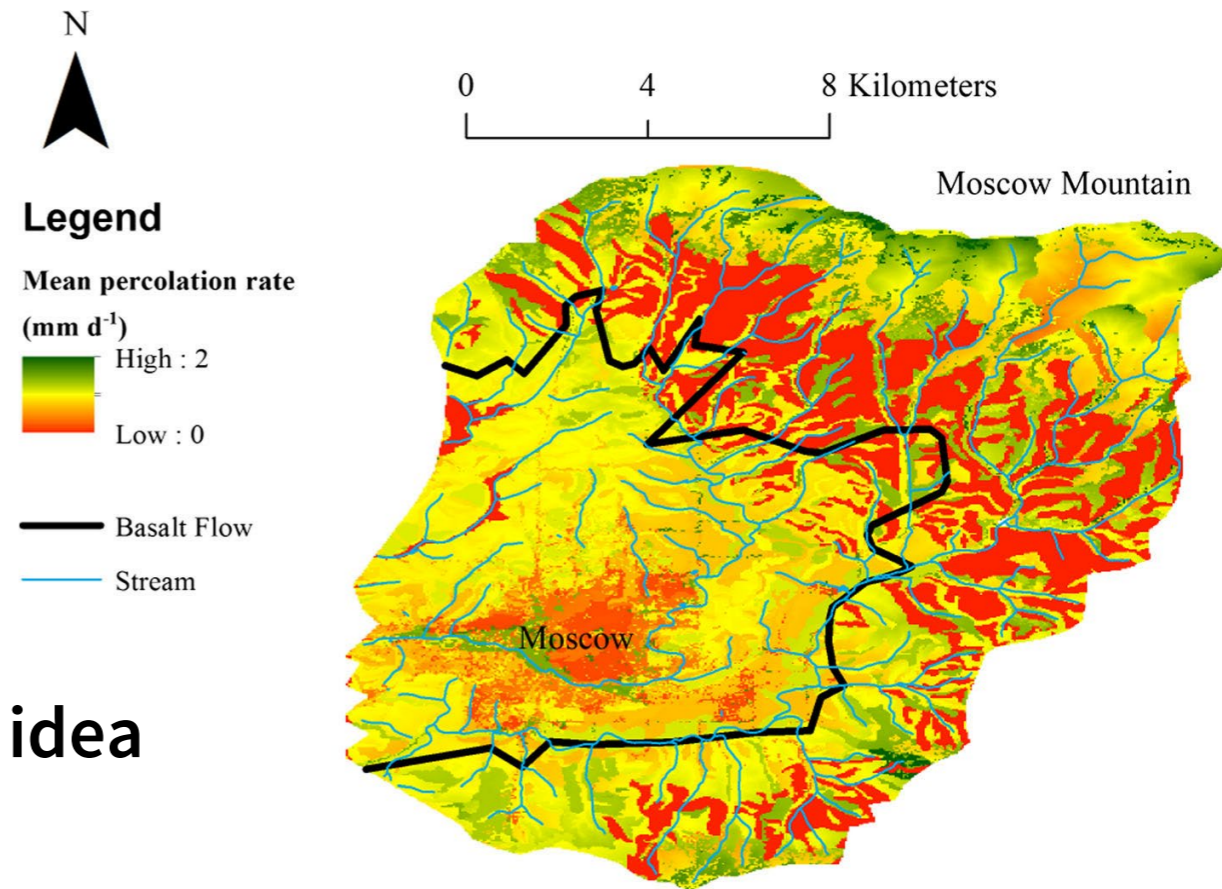 N
0 4 8 Kilometers
Moscow Mountain
Legend
Mean percolation rate
(mm d⁻¹)
High : 2
Low : 0
Basalt Flow
Stream
Moscow
idea